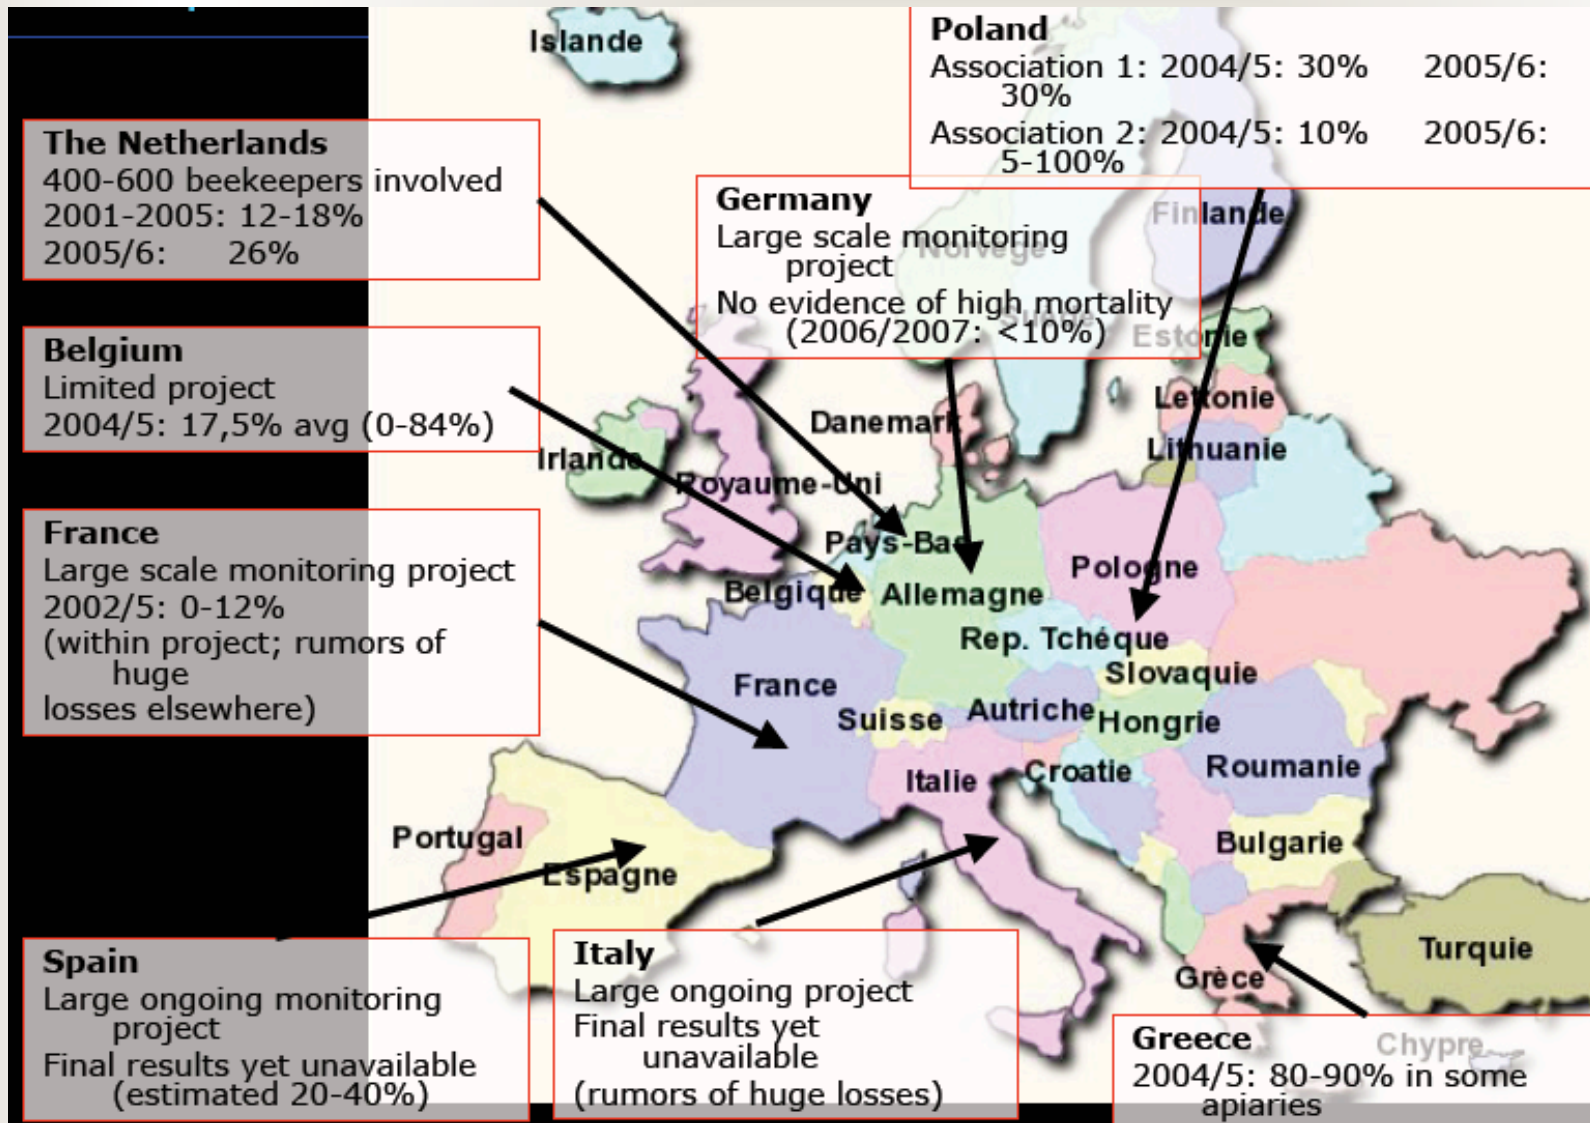 Islande
Poland
Association 1: 2004/5: 30% 2005/6:
30%
Association 2: 2004/5: 10% 2005/6:
5-100%
The Netherlands
400-600 beekeepers involved
2001-2005: 12-18%
2005/6: 26%
Germany
Large scale monitoring
project
No evidence of high mortality
(2006/2007: <10%)
Finlande
Norvège
Suède
Estonie
Belgium
Limited project
2004/5: 17,5% avg (0-84%)
Lettonie
Danemark
Lithuanie
Irlande
Royaume-Uni
France
Large scale monitoring project
2002/5: 0-12%
(within project; rumors of
huge
losses elsewhere)
Pays-Bas
Pologne
Belgique
Allemagne
Rep. Tchéque
Slovaquie
France
Suisse
Autriche
Hongrie
Italie
Croatie
Roumanie
Portugal
Bulgarie
Espagne
Turquie
Grèce
Spain
Large ongoing monitoring
project
Final results yet unavailable
(estimated 20-40%)
Italy
Large ongoing project
Final results yet
unavailable
(rumors of huge losses)
Chypre
Greece
2004/5: 80-90% in some
apiaries